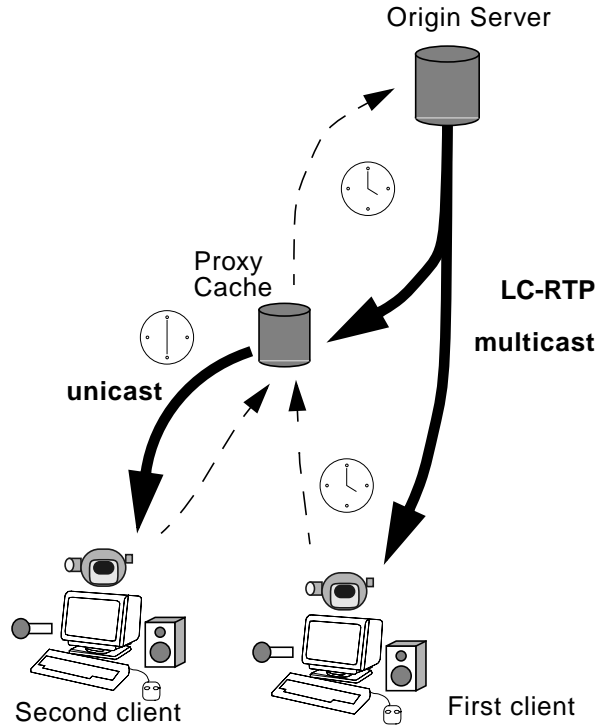 Origin Server
Proxy
Cache
LC-RTP
multicast
unicast
Second client
First client